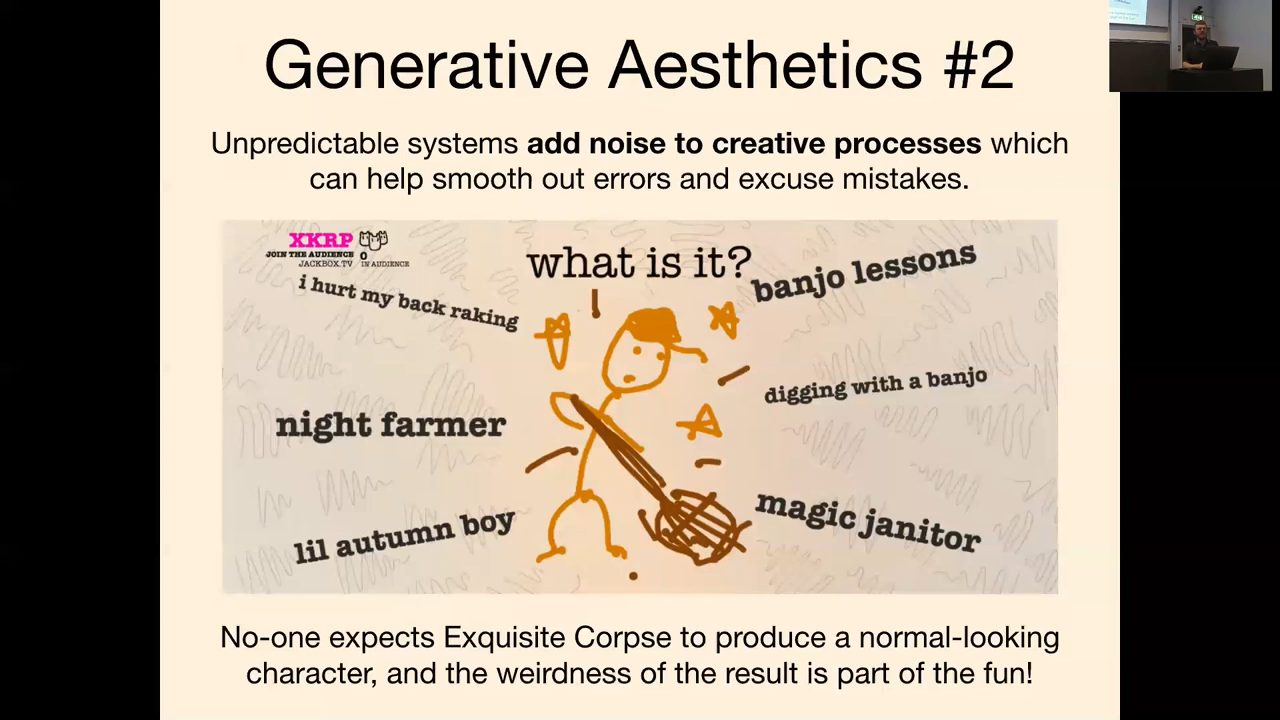 Generative Aesthetics #2
Unpredictable systems add noise to creative processes which
can help smooth out errors and excuse mistakes.
XKRP
JOIN THE AUDIENCE
JACKBOX.TV
0
IN AUDIENCE
what is it?
i hurt my back raking
banjo lessons
digging with a banjo
night farmer
lil autumn boy
magic janitor
No-one expects Exquisite Corpse to produce a normal-looking
character, and the weirdness of the result is part of the fun!